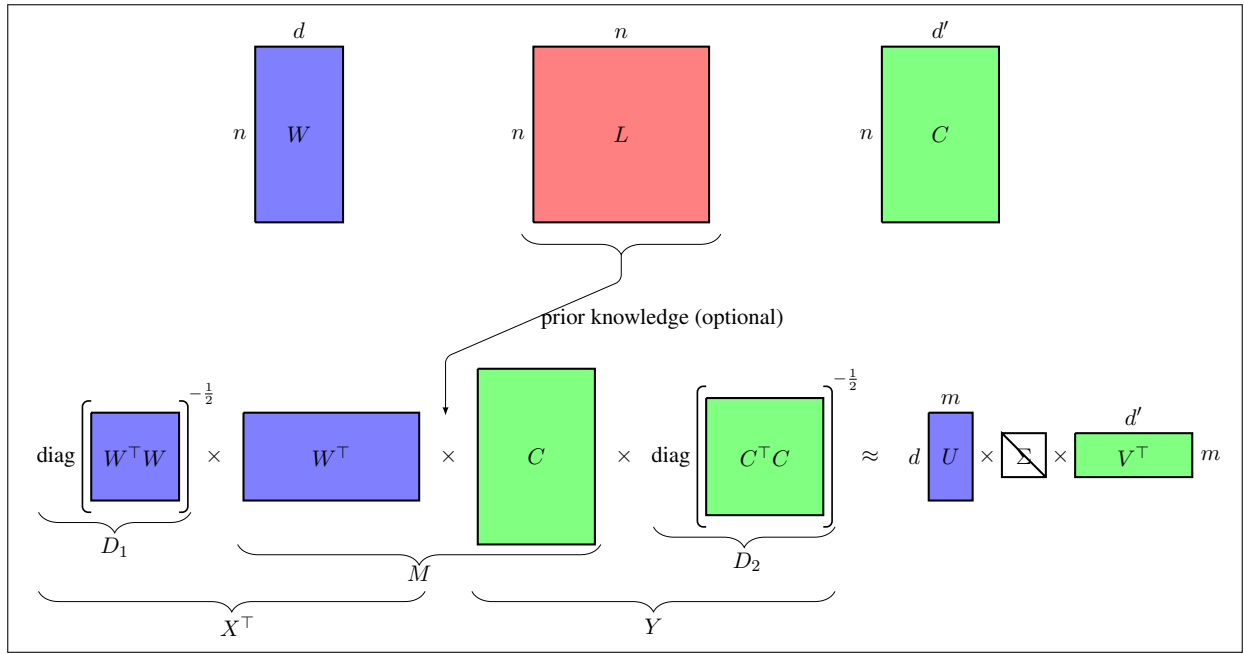 d n d′
n W n L n C
prior knowledge (optional)
diag [ W⊤W ]^{-1/2} × W⊤ × C × diag [ C⊤C ]^{-1/2} ≈ d U × Σ × V⊤ m
m d′
D₁ M D₂
X⊤ Y